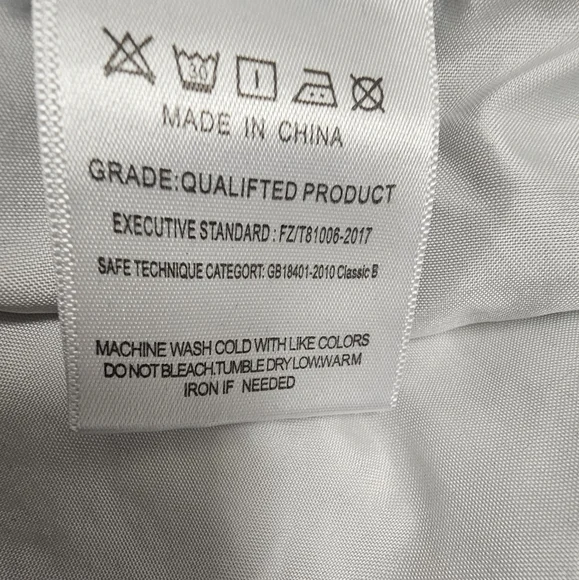 30
MADE IN CHINA
GRADE:QUALIFTED PRODUCT
EXECUTIVE STANDARD : FZ/T81006-2017
SAFE TECHNIQUE CATEGORT: GB18401-2010 Classic B
MACHINE WASH COLD WITH LIKE COLORS
DO NOT BLEACH.TUMBLE DRY LOW.WARM
IRON IF NEEDED